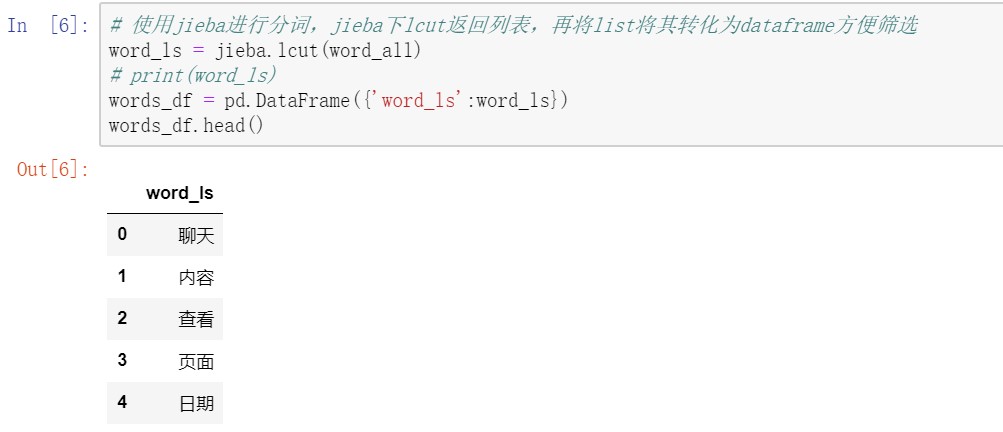 In [6]: # 使用jieba进行分词，jieba下lcut返回列表，再将list将其转化为dataframe方便筛选
word_ls = jieba.lcut(word_all)
# print(word_ls)
words_df = pd.DataFrame({'word_ls':word_ls})
words_df.head()
Out[6]:
word_ls
0 聊天
1 内容
2 查看
3 页面
4 日期